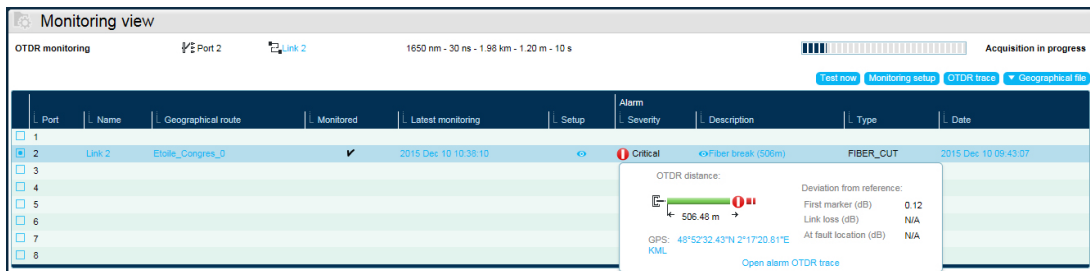 Monitoring view
OTDR monitoring Port 2 Link 2 1650 nm - 30 ns - 1.98 km - 1.20 m - 10 s Acquisition in progress
Test now Monitoring setup OTDR trace Geographical file
Alarm
Port Name Geographical route Monitored Latest monitoring Setup Severity Description Type Date
1
2 Link 2 Etoile_Congres_0 2015 Dec 10 10:38:10 Critical Fiber break (506m) FIBER_CUT 2015 Dec 10 09:43:07
3
4
5
6
7
8
OTDR distance:
506.48 m
GPS: 48°52'32.43"N 2°17'20.81"E
KML
Deviation from reference:
First marker (dB) 0.12
Link loss (dB) N/A
At fault location (dB) N/A
Open alarm OTDR trace